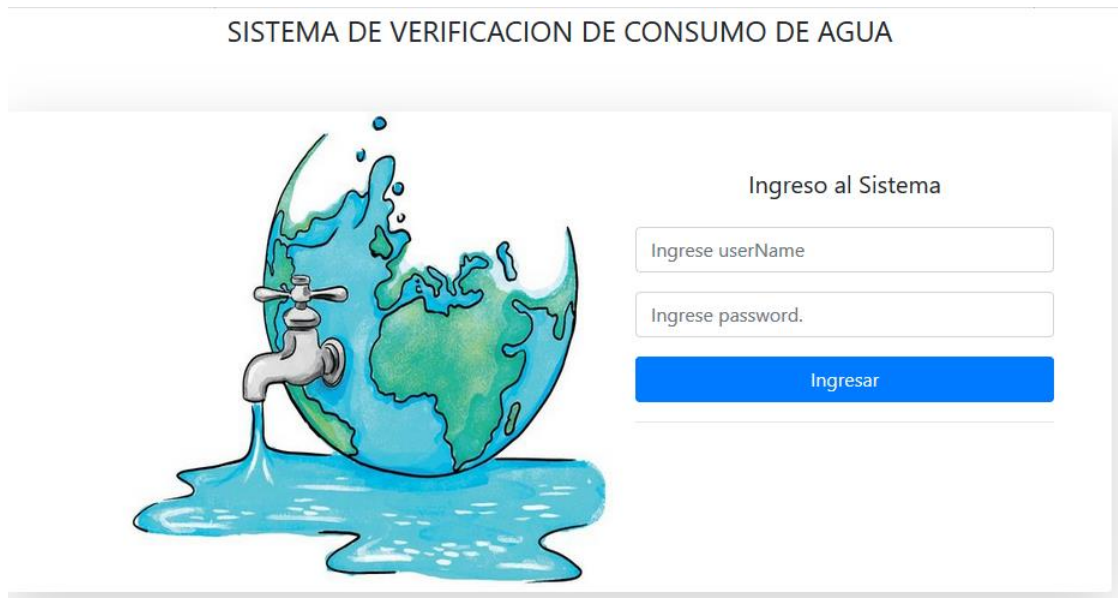 SISTEMA DE VERIFICACION DE CONSUMO DE AGUA
Ingreso al Sistema
Ingrese userName
Ingrese password.
Ingresar